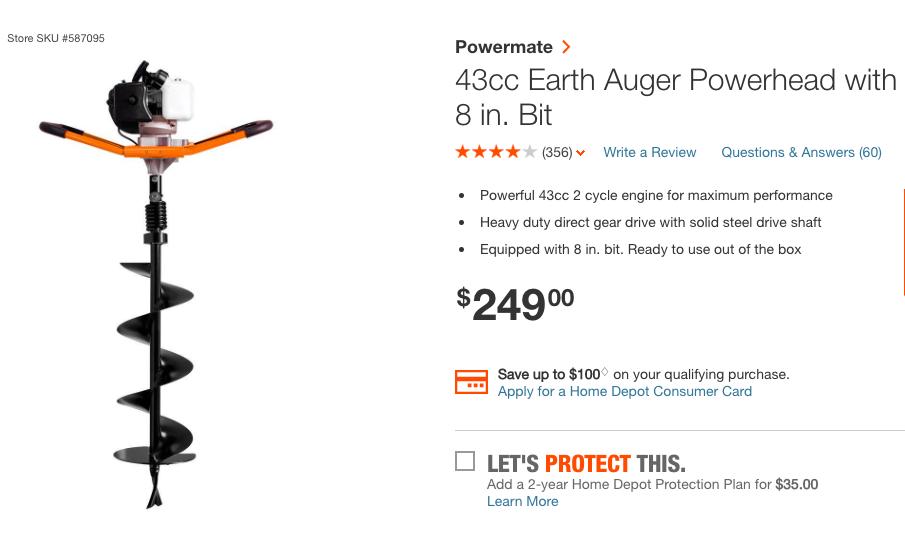 Store SKU #587095
Powermate
43cc Earth Auger Powerhead with
8 in. Bit
(356) Write a Review Questions & Answers (60)
• Powerful 43cc 2 cycle engine for maximum performance
• Heavy duty direct gear drive with solid steel drive shaft
• Equipped with 8 in. bit. Ready to use out of the box
$249 00
Save up to $100◊ on your qualifying purchase.
Apply for a Home Depot Consumer Card
LET'S PROTECT THIS.
Add a 2-year Home Depot Protection Plan for $35.00
Learn More